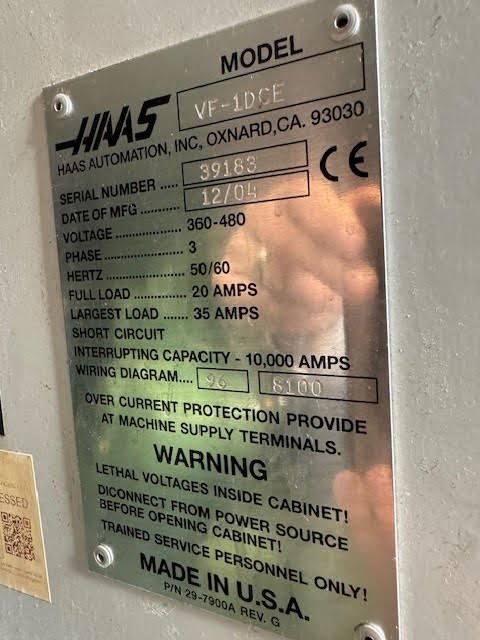 MODEL
HAAS VF-1DCE
HAAS AUTOMATION, INC, OXNARD, CA. 93030
SERIAL NUMBER ..... 39183
DATE OF MFG .......... 12/04
CE
VOLTAGE ................. 360-480
PHASE ..................... 3
HERTZ ..................... 50/60
FULL LOAD ................ 20 AMPS
LARGEST LOAD ...... 35 AMPS
SHORT CIRCUIT
INTERRUPTING CAPACITY - 10,000 AMPS
WIRING DIAGRAM.... 96 8100
OVER CURRENT PROTECTION PROVIDE
AT MACHINE SUPPLY TERMINALS.
WARNING
LETHAL VOLTAGES INSIDE CABINET!
DICONNECT FROM POWER SOURCE
BEFORE OPENING CABINET!
TRAINED SERVICE PERSONNEL ONLY!
MADE IN U.S.A.
P/N 29-7900A REV. G
ESSED